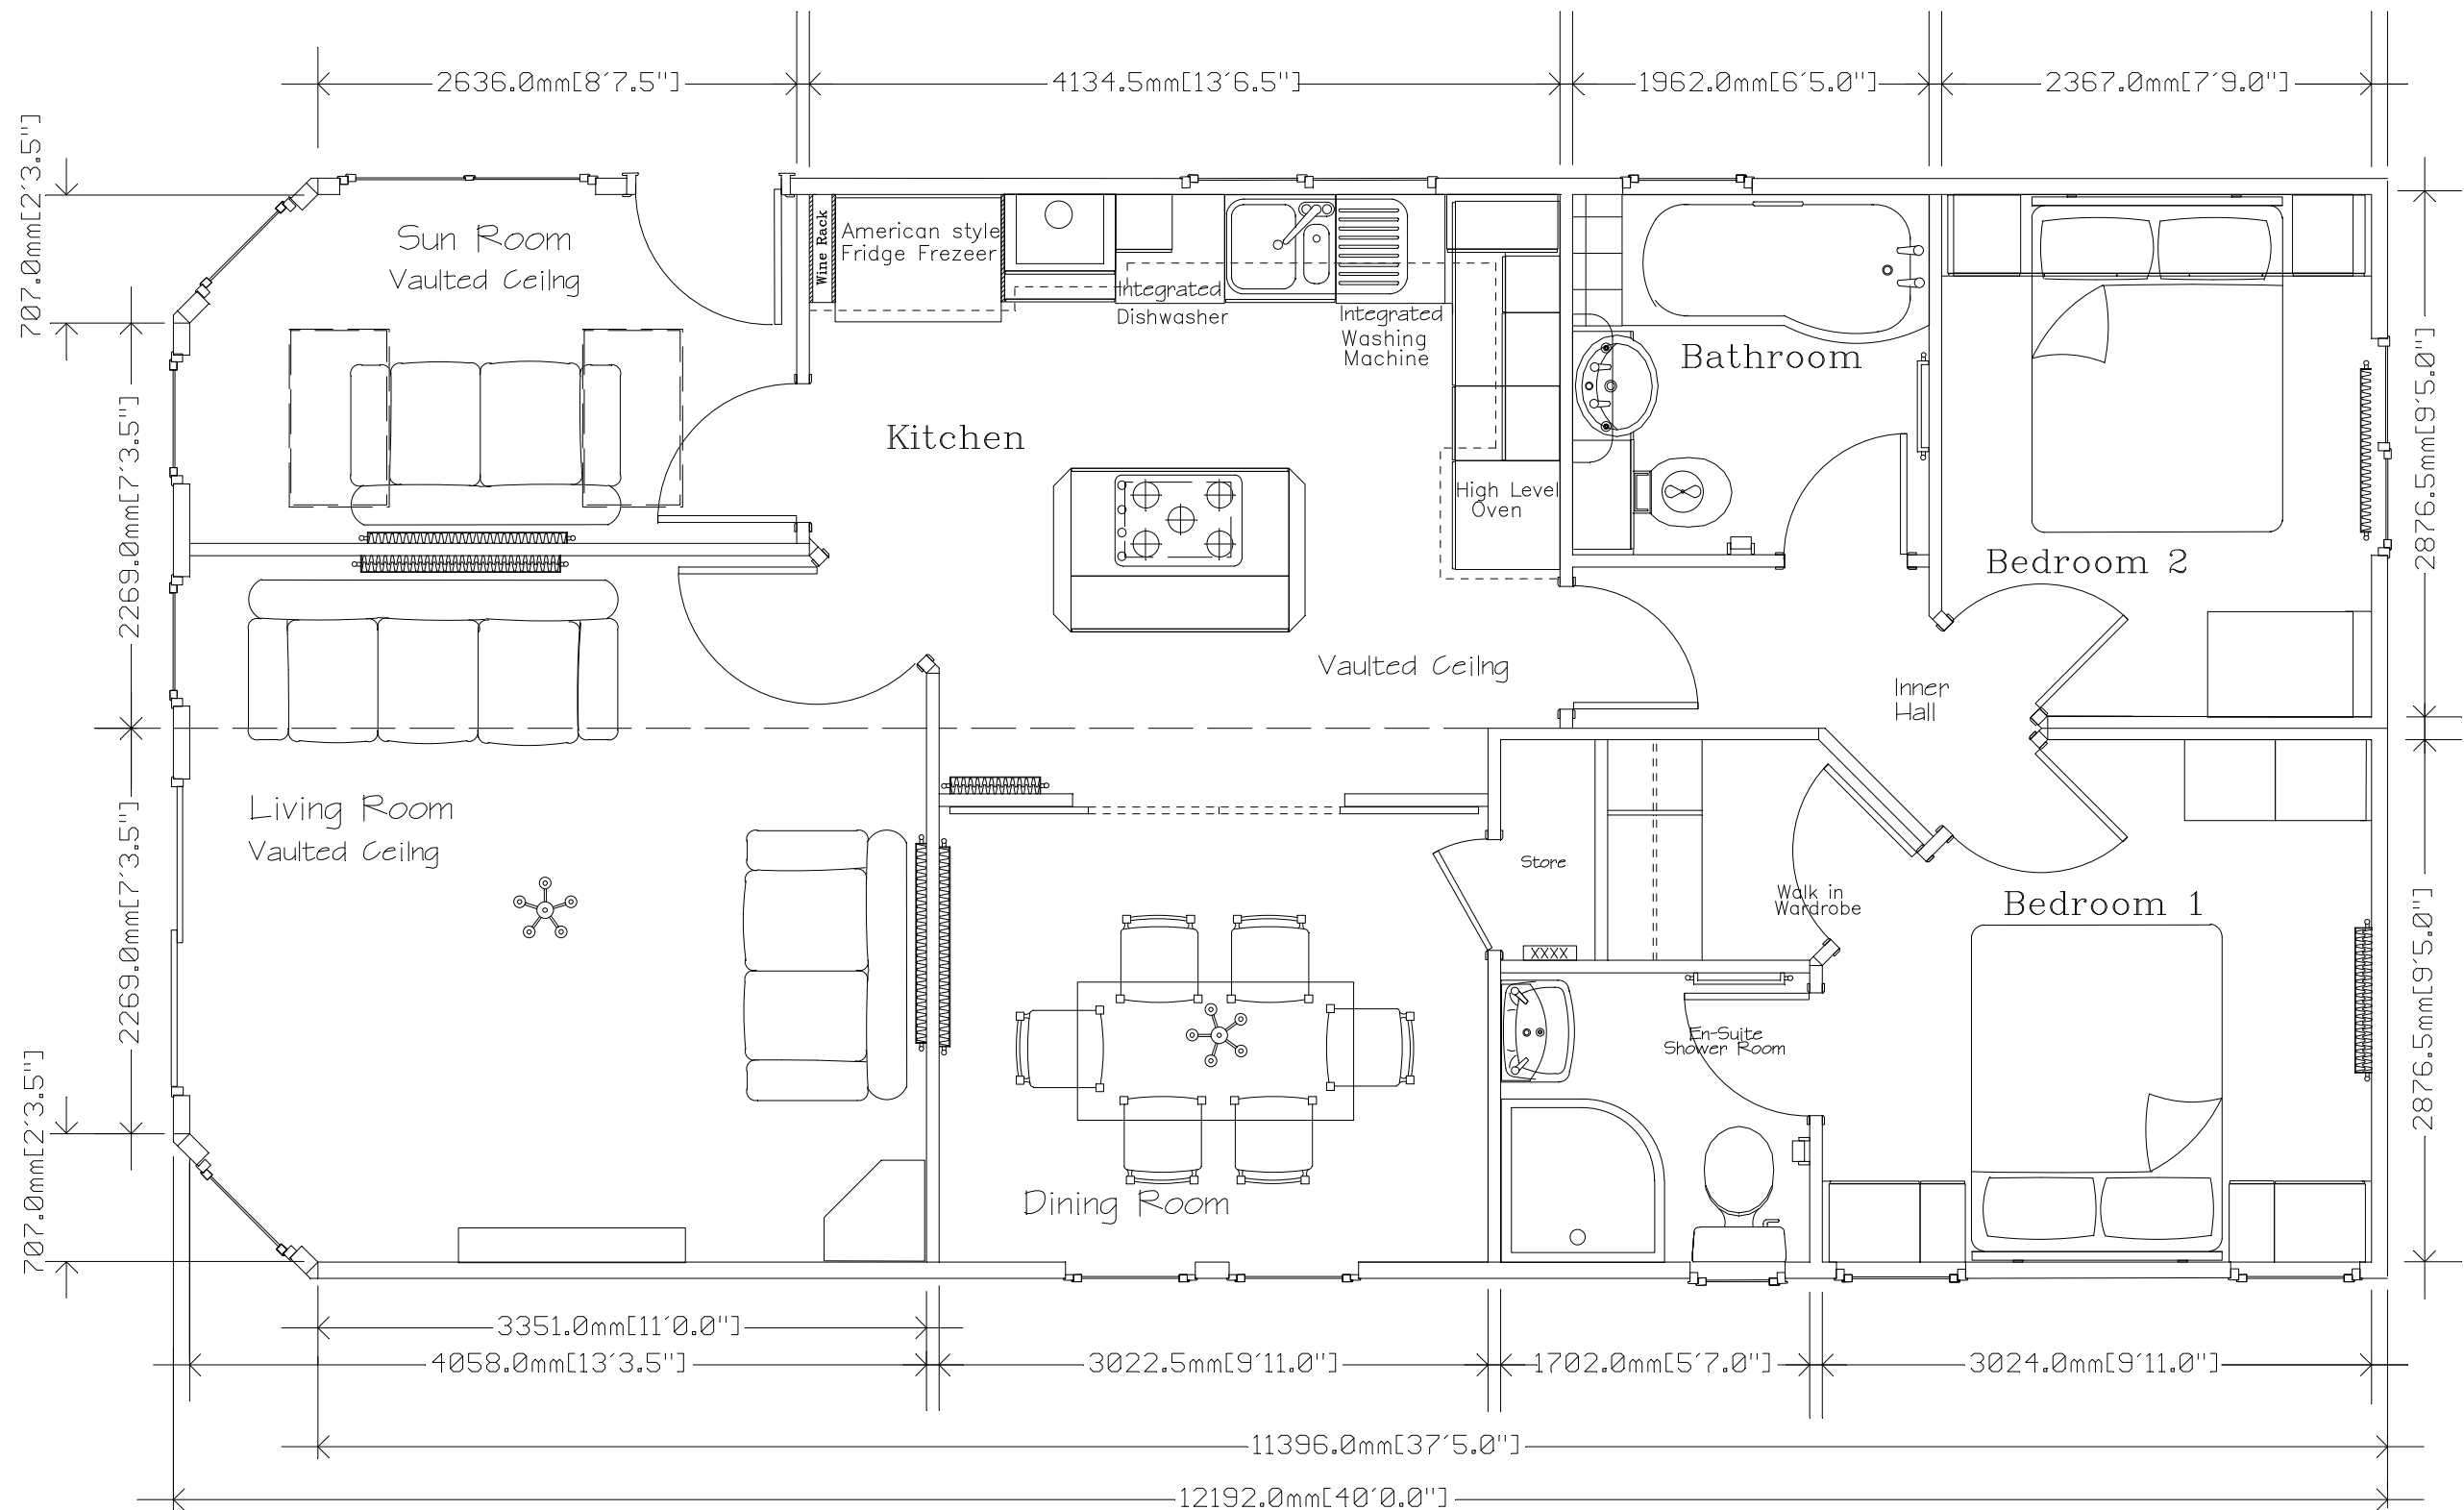 2636.0mm[8'7.5"]
4134.5mm[13'6.5"]
1962.0mm[6'5.0"]
2367.0mm[7'9.0"]
707.0mm[2'3.5"]
2269.0mm[7'3.5"]
2269.0mm[7'3.5"]
707.0mm[2'3.5"]
Sun Room
Vaulted Ceilng
Wine Rack
American style
Fridge Frezeer
Integrated
Dishwasher
Integrated
Washing
Machine
Kitchen
High Level
Oven
Vaulted Ceilng
Bathroom
Bedroom 2
Inner
Hall
2876.5mm[9'5.0"]
2876.5mm[9'5.0"]
Living Room
Vaulted Ceilng
Dining Room
Store
XXXX
Walk in
Wardrobe
En-Suite
Shower Room
Bedroom 1
3351.0mm[11'0.0"]
4058.0mm[13'3.5"]
3022.5mm[9'11.0"]
1702.0mm[5'7.0"]
3024.0mm[9'11.0"]
11396.0mm[37'5.0"]
12192.0mm[40'0.0"]